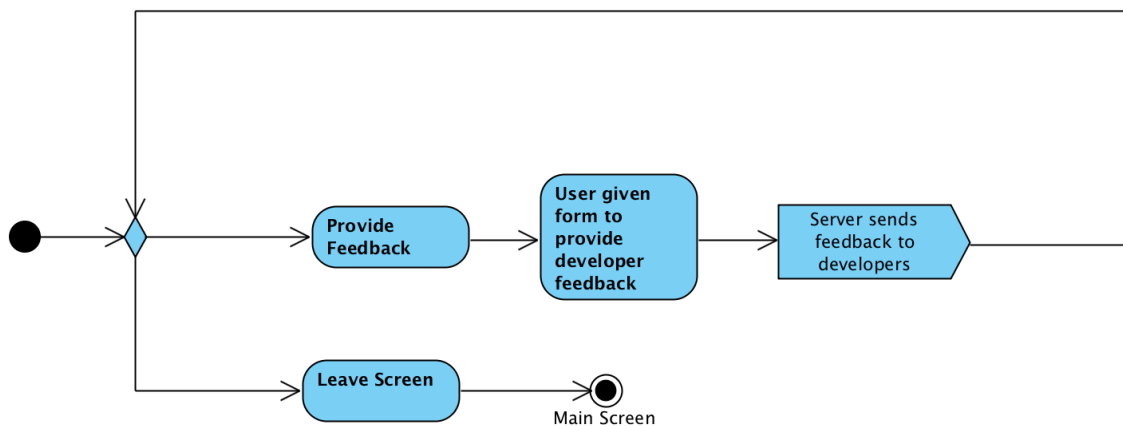 Provide
Feedback
User given
form to
provide
developer
feedback
Server sends
feedback to
developers
Leave Screen
Main Screen